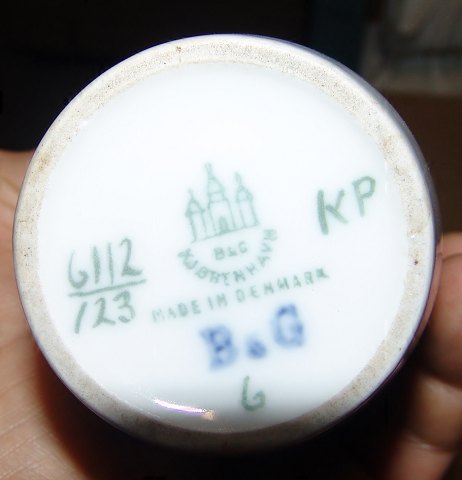 KP
6112
123
B&G
KJØBENHAVN
MADE IN DENMARK
B&G
6